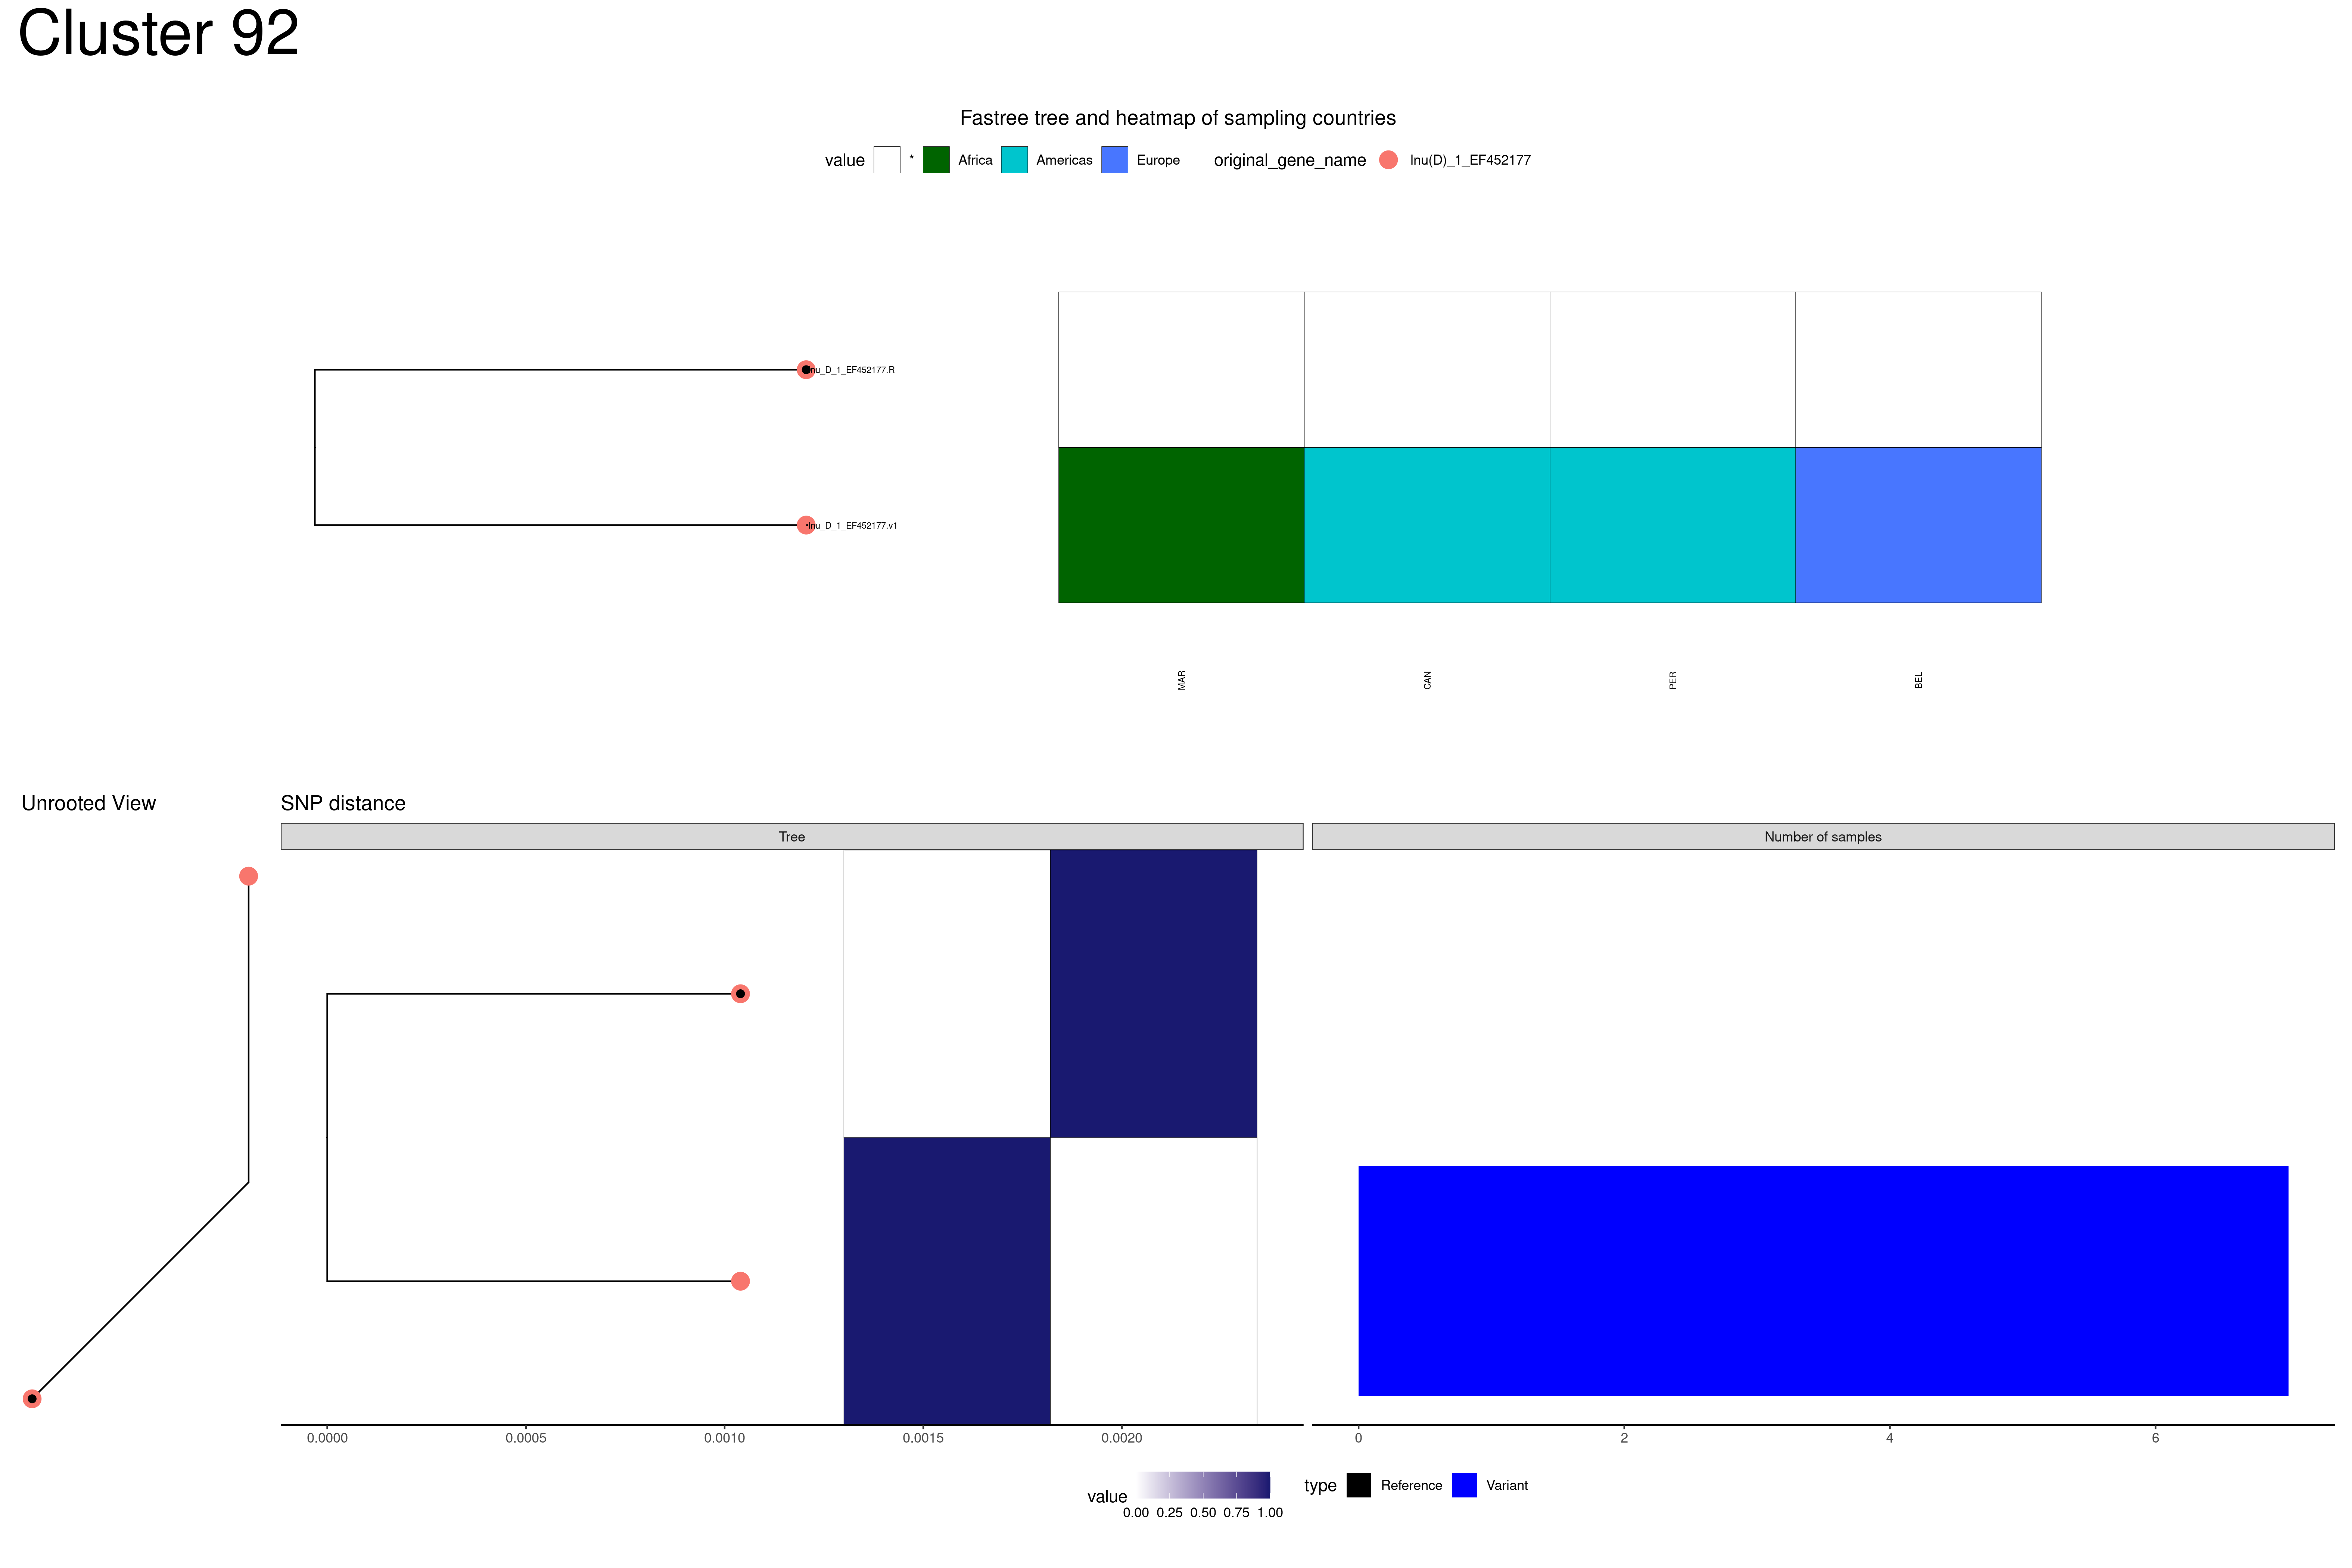 Cluster 92
Fastree tree and heatmap of sampling countries
value * Africa Americas Europe original_gene_name lnu(D)_1_EF452177
lnu_D_1_EF452177.R
lnu_D_1_EF452177.v1
MAR CAN PER BEL
Unrooted View SNP distance
Tree Number of samples
0.0000 0.0005 0.0010 0.0015 0.0020 0 2 4 6
value 0.00 0.25 0.50 0.75 1.00 type Reference Variant